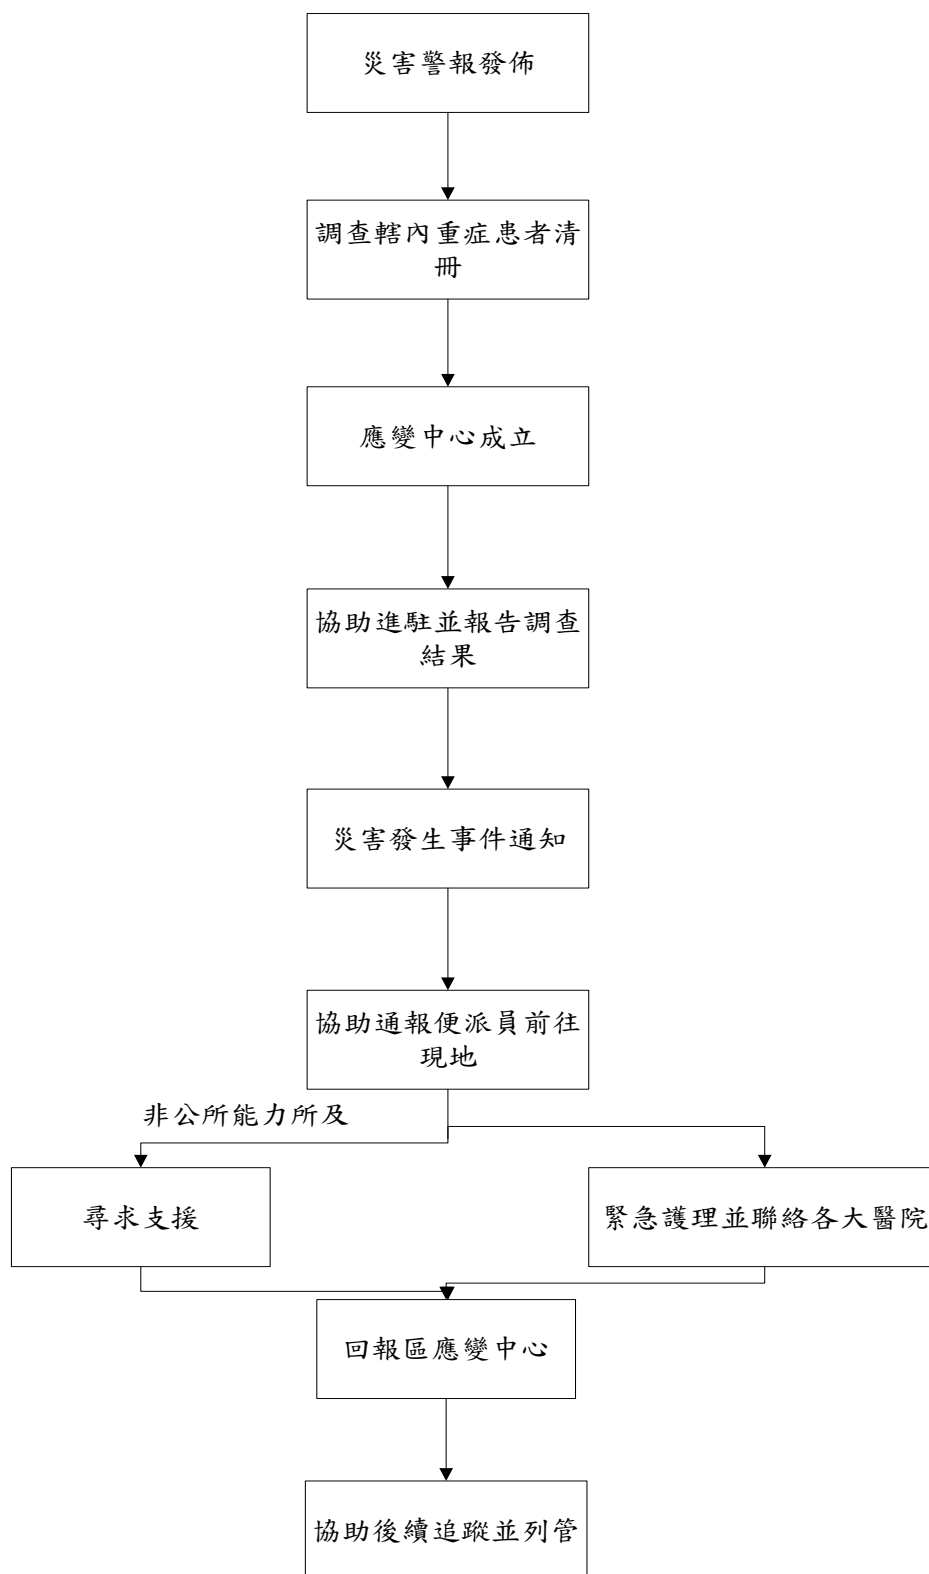 災害警報發佈
調查轄內重症患者清
冊
應變中心成立
協助進駐並報告調查
結果
災害發生事件通知
協助通報便派員前往
現地
非公所能力所及
尋求支援
緊急護理並聯絡各大醫院
回報區應變中心
協助後續追蹤並列管